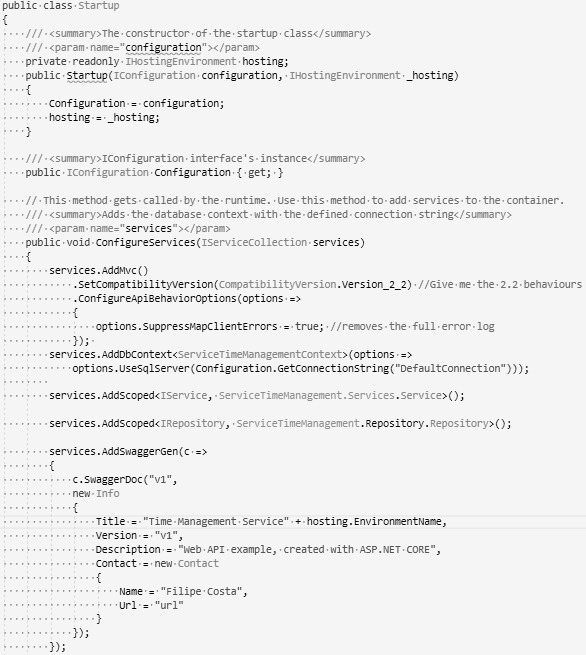 public class Startup
{
/// <summary>The constructor of the startup class</summary>
/// <param name="configuration"></param>
private readonly IHostingEnvironment hosting;
public Startup(IConfiguration configuration, IHostingEnvironment _hosting)
{
Configuration = configuration;
hosting = _hosting;
}
/// <summary>IConfiguration interface's instance</summary>
public IConfiguration Configuration { get; }
// This method gets called by the runtime. Use this method to add services to the container.
/// <summary>Adds the database context with the defined connection string</summary>
/// <param name="services"></param>
public void ConfigureServices(IServiceCollection services)
{
services.AddMvc()
.SetCompatibilityVersion(CompatibilityVersion.Version_2_2) //Give me the 2.2 behaviours
.ConfigureApiBehaviorOptions(options =>
{
options.SuppressMapClientErrors = true; //removes the full error log
});
services.AddDbContext<ServiceTimeManagementContext>(options =>
options.UseSqlServer(Configuration.GetConnectionString("DefaultConnection")));
services.AddScoped<IService, ServiceTimeManagement.Services.Service>();
services.AddScoped<IRepository, ServiceTimeManagement.Repository.Repository>();
services.AddSwaggerGen(c =>
{
c.SwaggerDoc("v1",
new Info
{
Title = "Time Management Service" + hosting.EnvironmentName,
Version = "v1",
Description = "Web API example, created with ASP.NET CORE",
Contact = new Contact
{
Name = "Filipe Costa",
Url = "url"
}
});
});